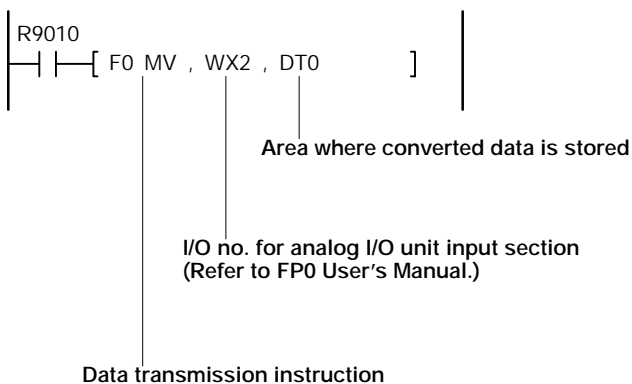 R9010
F0 MV , WX2 , DT0
Area where converted data is stored
I/O no. for analog I/O unit input section
(Refer to FP0 User's Manual.)
Data transmission instruction